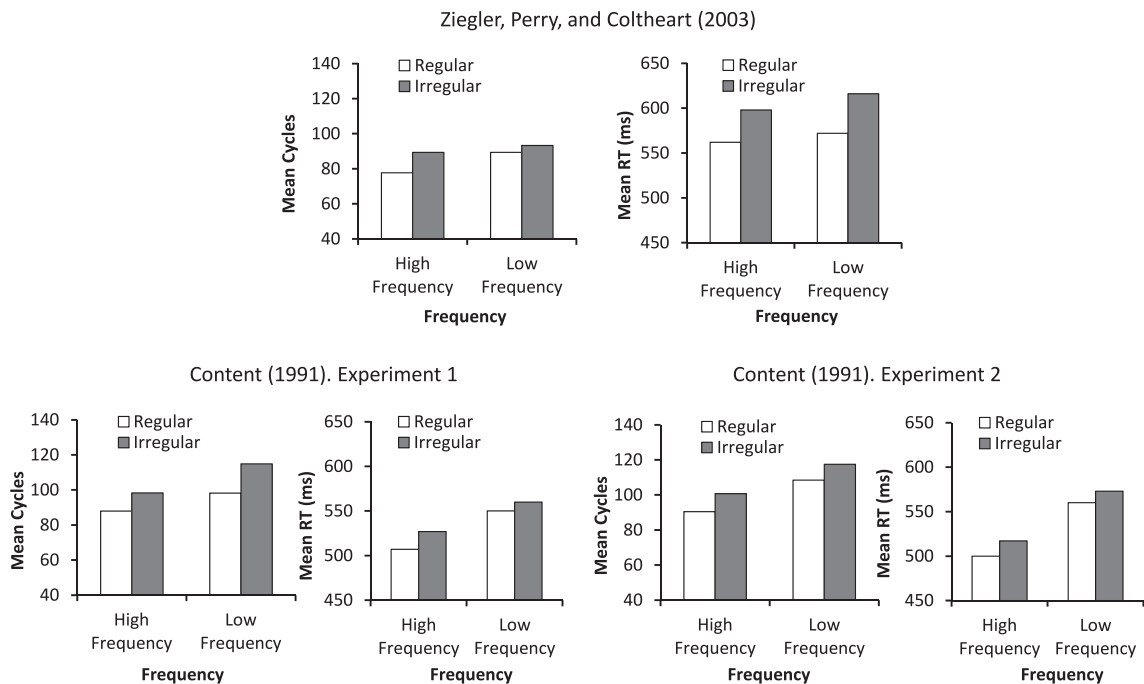 Ziegler, Perry, and Coltheart (2003)
Mean Cycles
140
120
100
80
60
40
Regular
Irregular
High
Frequency
Low
Frequency
Frequency
Mean RT (ms)
650
600
550
500
450
Regular
Irregular
High
Frequency
Low
Frequency
Frequency
Content (1991). Experiment 1
Mean Cycles
140
120
100
80
60
40
Regular
Irregular
High
Frequency
Low
Frequency
Frequency
Mean RT (ms)
650
600
550
500
450
Regular
Irregular
High
Frequency
Low
Frequency
Frequency
Content (1991). Experiment 2
Mean Cycles
140
120
100
80
60
40
Regular
Irregular
High
Frequency
Low
Frequency
Frequency
Mean RT (ms)
650
600
550
500
450
Regular
Irregular
High
Frequency
Low
Frequency
Frequency